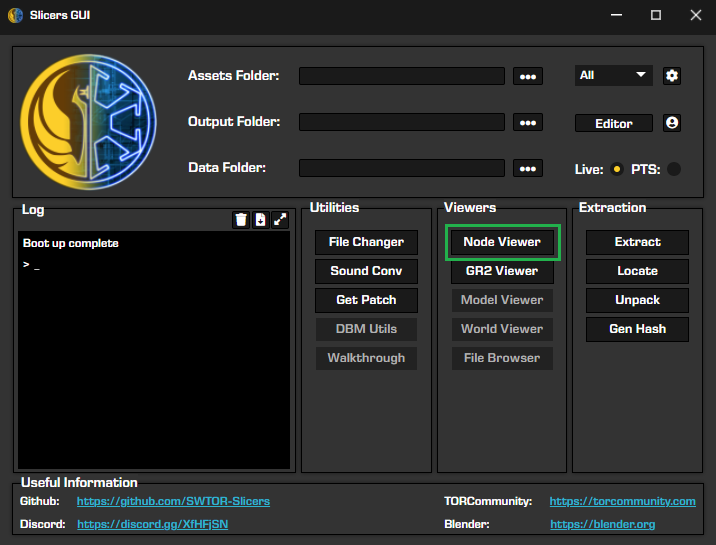 Slicers GUI
Assets Folder:
All
Output Folder:
Editor
Data Folder:
Live: PTS:
Log
Boot up complete
> _
Utilities
File Changer
Sound Conv
Get Patch
DBM Utils
Walkthrough
Viewers
Node Viewer
GR2 Viewer
Model Viewer
World Viewer
File Browser
Extraction
Extract
Locate
Unpack
Gen Hash
Useful Information
Github: https://github.com/SWTOR-Slicers
TORCommunity: https://torcommunity.com
Discord: https://discord.gg/XfHFjSN
Blender: https://blender.org